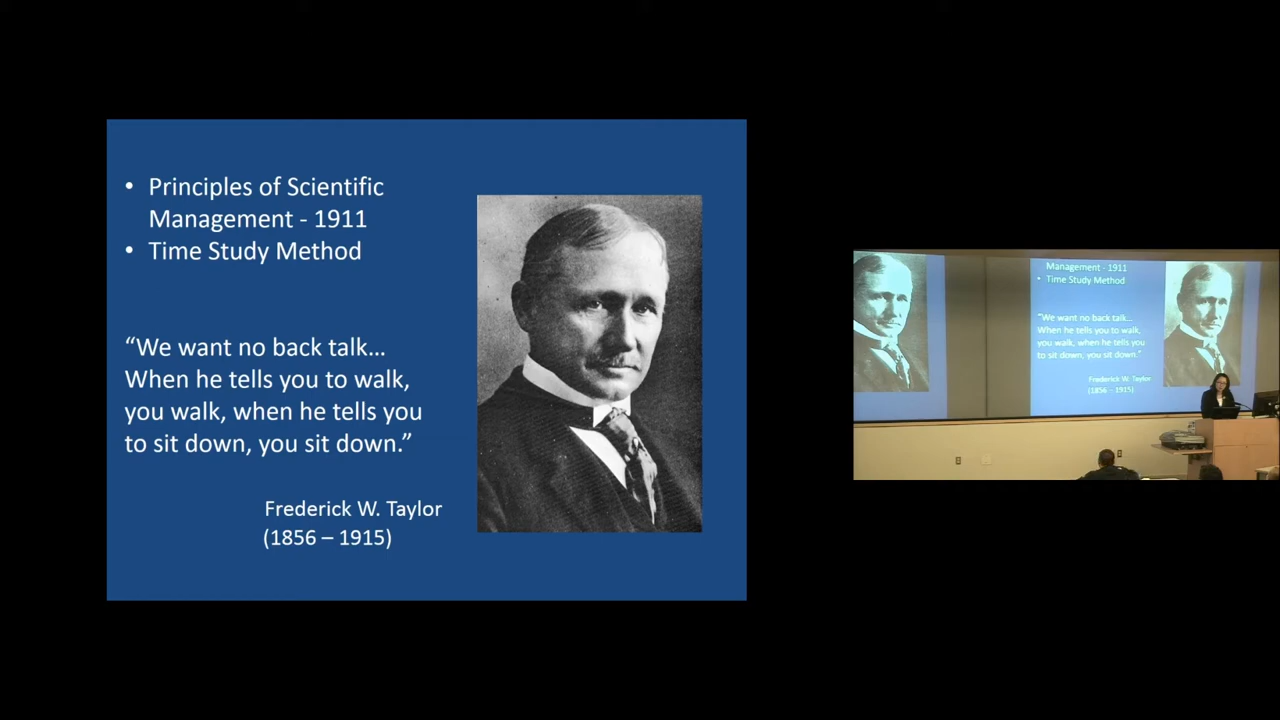 • Principles of Scientific
Management - 1911
• Time Study Method
“We want no back talk...
When he tells you to walk,
you walk, when he tells you
to sit down, you sit down.”
Frederick W. Taylor
(1856 – 1915)
Management - 1911
• Time Study Method
“We want no back talk...
When he tells you to walk,
you walk, when he tells you
to sit down, you sit down.”
Frederick W. Taylor
(1856 – 1915)